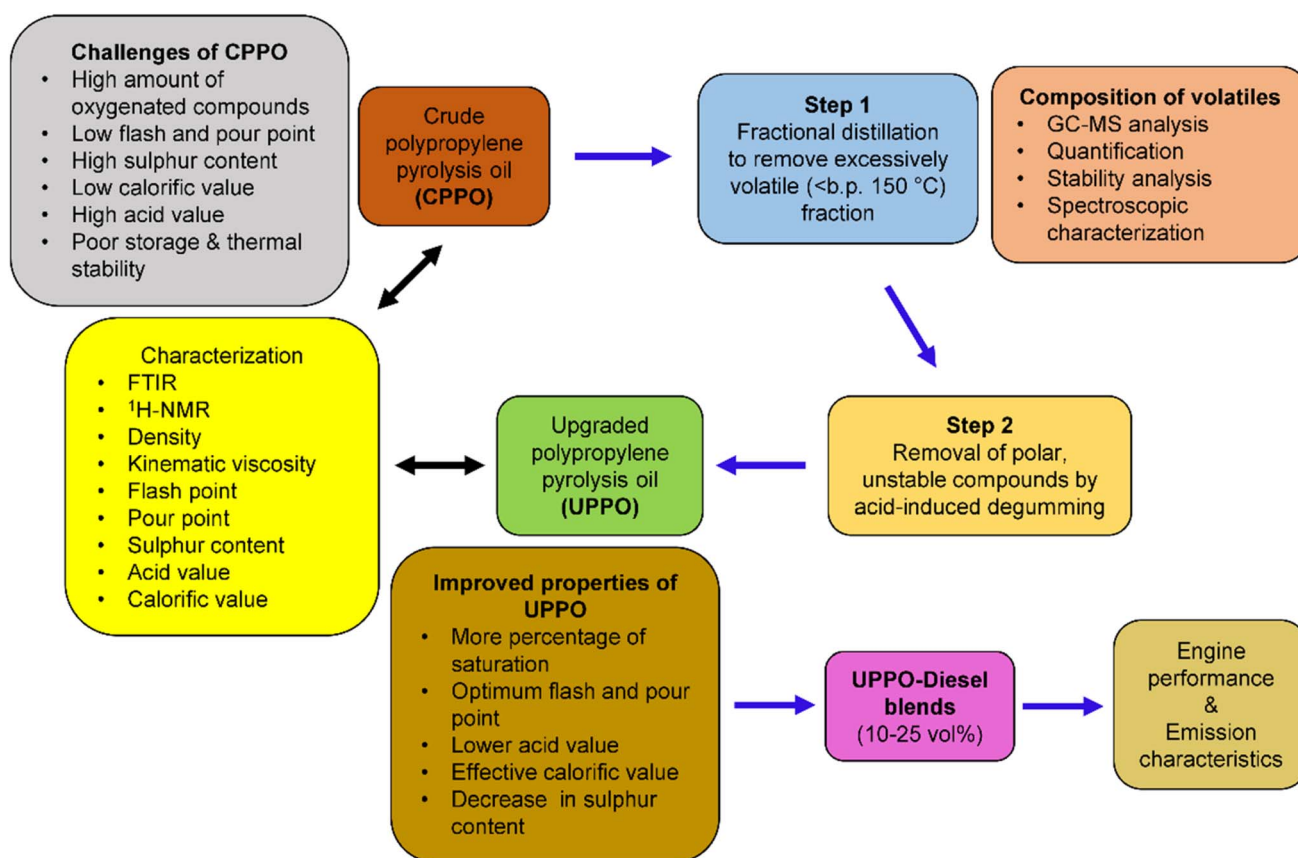 Challenges of CPPO
• High amount of
oxygenated compounds
• Low flash and pour point
• High sulphur content
• Low calorific value
• High acid value
• Poor storage & thermal
stability
Crude
polypropylene
pyrolysis oil
(CPPO)
Step 1
Fractional distillation
to remove excessively
volatile (<b.p. 150 °C)
fraction
Composition of volatiles
• GC-MS analysis
• Quantification
• Stability analysis
• Spectroscopic
characterization
Characterization
• FTIR
• ¹H-NMR
• Density
• Kinematic viscosity
• Flash point
• Pour point
• Sulphur content
• Acid value
• Calorific value
Upgraded
polypropylene
pyrolysis oil
(UPPO)
Step 2
Removal of polar,
unstable compounds by
acid-induced degumming
Improved properties of
UPPO
• More percentage of
saturation
• Optimum flash and pour
point
• Lower acid value
• Effective calorific value
• Decrease in sulphur
content
UPPO-Diesel
blends
(10-25 vol%)
Engine
performance
&
Emission
characteristics